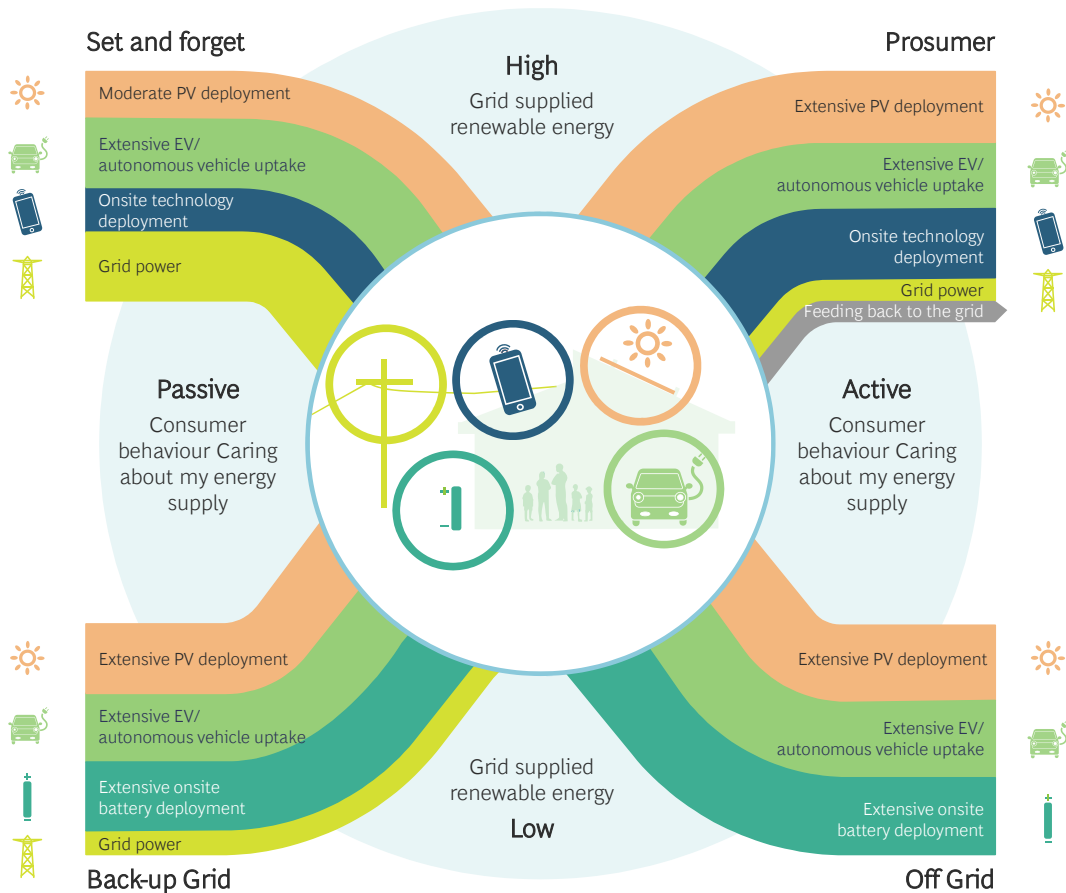 Set and forget
Moderate PV deployment
Extensive EV/
autonomous vehicle uptake
Onsite technology
deployment
Grid power
High
Grid supplied
renewable energy
Prosumer
Extensive PV deployment
Extensive EV/
autonomous vehicle uptake
Onsite technology
deployment
Grid power
Feeding back to the grid
Passive
Consumer
behaviour Caring
about my energy
supply
Active
Consumer
behaviour Caring
about my energy
supply
Extensive PV deployment
Extensive EV/
autonomous vehicle uptake
Extensive onsite
battery deployment
Grid power
Back-up Grid
Grid supplied
renewable energy
Low
Extensive PV deployment
Extensive EV/
autonomous vehicle uptake
Extensive onsite
battery deployment
Off Grid